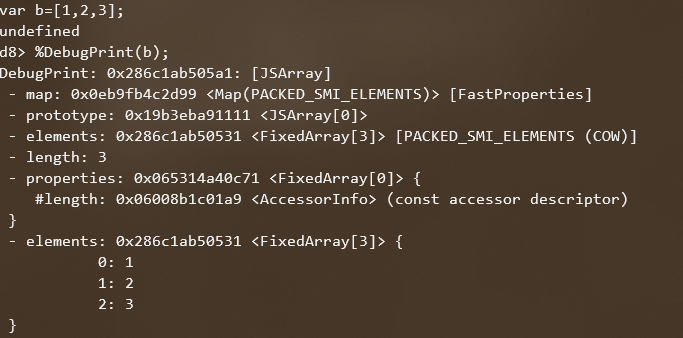 var b=[1,2,3];
undefined
d8> %DebugPrint(b);
DebugPrint: 0x286c1ab505a1: [JSArray]
 - map: 0x0eb9fb4c2d99 <Map(PACKED_SMI_ELEMENTS)> [FastProperties]
 - prototype: 0x19b3eba91111 <JSArray[0]>
 - elements: 0x286c1ab50531 <FixedArray[3]> [PACKED_SMI_ELEMENTS (COW)]
 - length: 3
 - properties: 0x065314a40c71 <FixedArray[0]> {
    #length: 0x06008b1c01a9 <AccessorInfo> (const accessor descriptor)
 }
 - elements: 0x286c1ab50531 <FixedArray[3]> {
           0: 1
           1: 2
           2: 3
 }